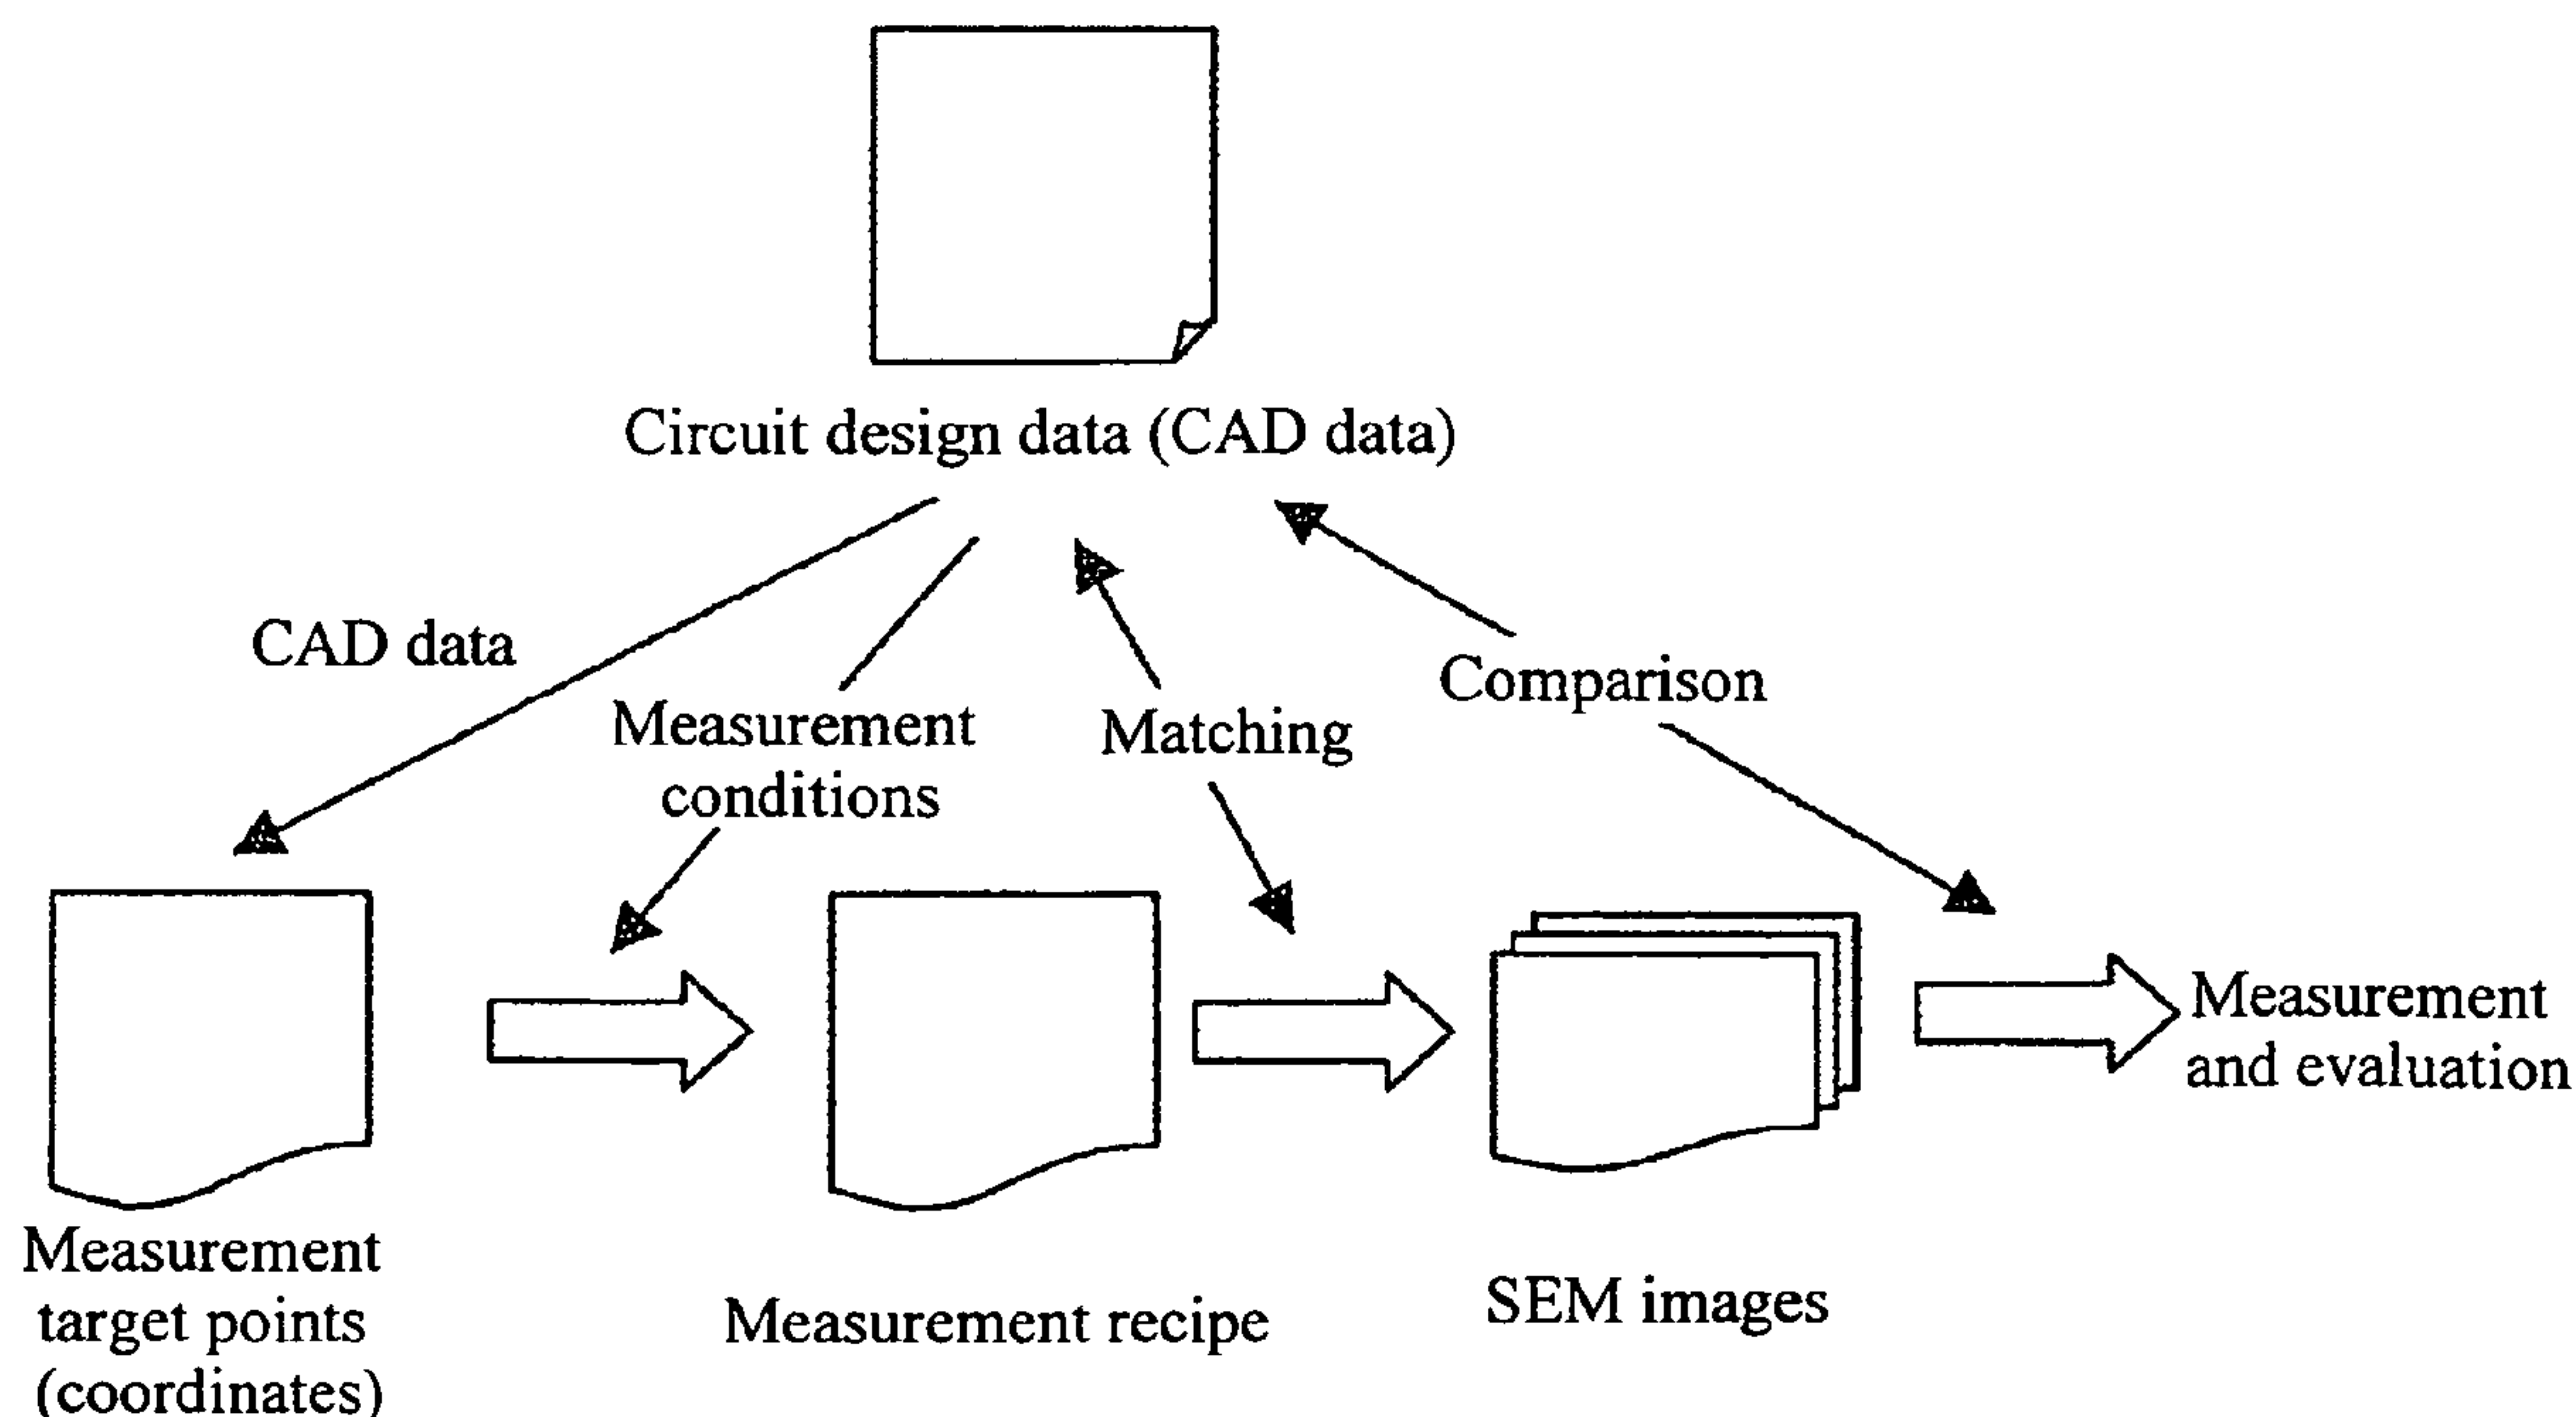 Circuit design data (CAD data)
CAD data
Measurement
conditions
Matching
Comparison
Measurement
target points
(coordinates)
Measurement recipe
SEM images
Measurement
and evaluation